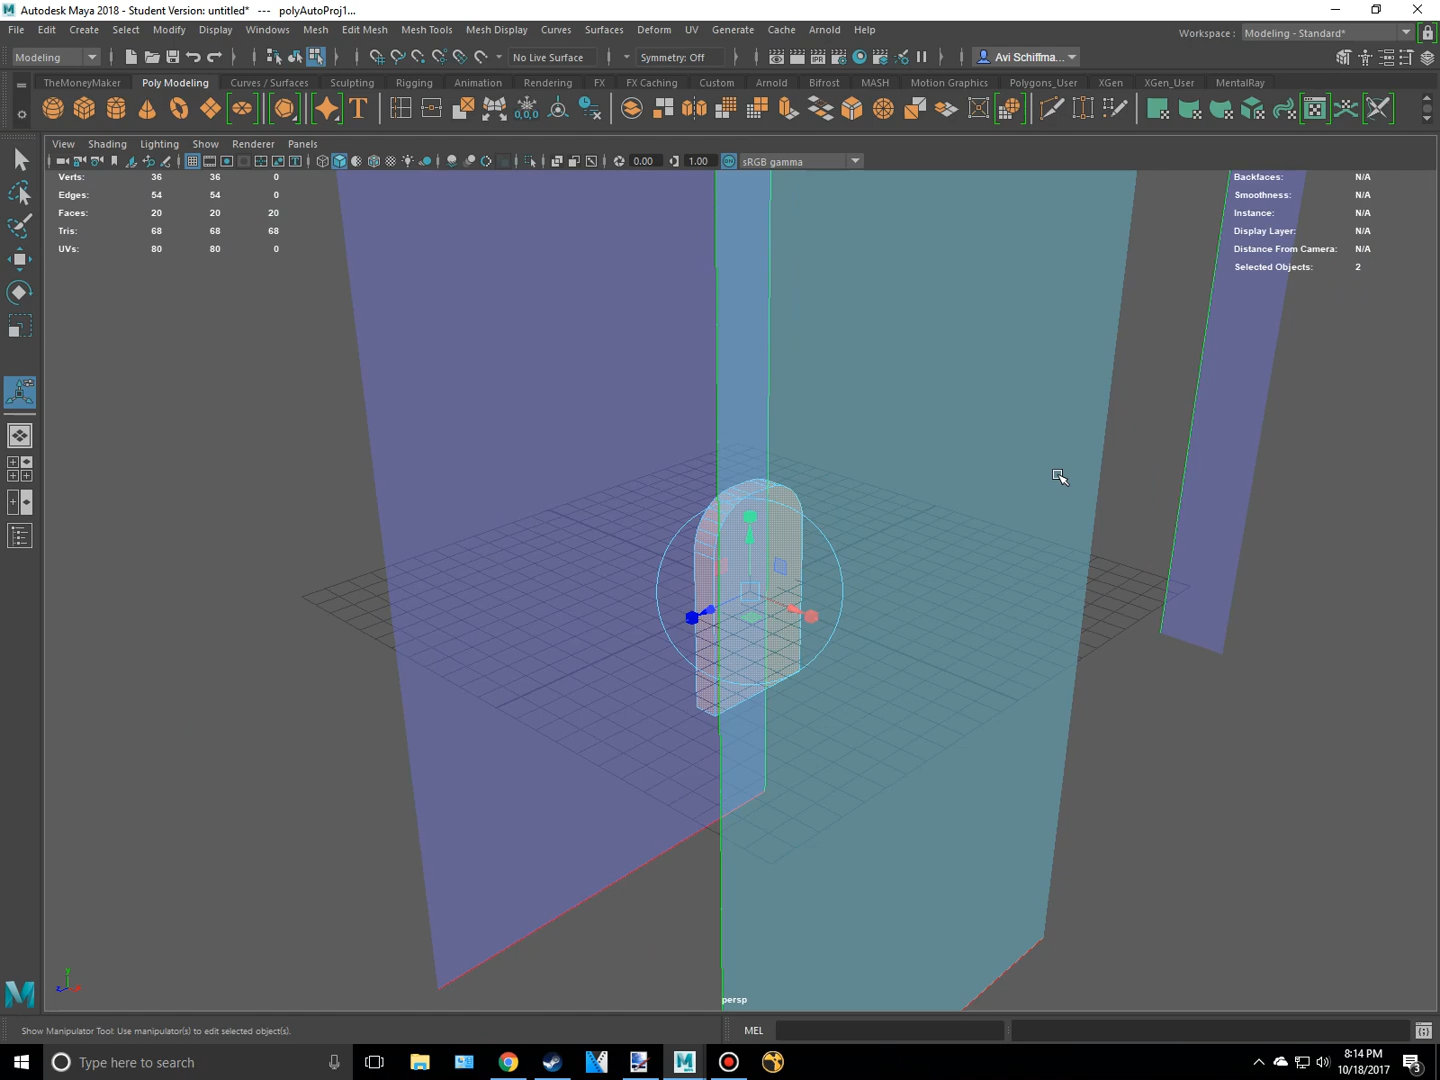 Autodesk Maya 2018 - Student Version: untitled* --- polyAutoProj1...
File Edit Create Select Modify Display Windows Mesh Edit Mesh Mesh Tools Mesh Display Curves Surfaces Deform UV Generate Cache Arnold Help
Workspace : Modeling - Standard*
Modeling No Live Surface Symmetry: Off IPR Avi Schiffma...
TheMoneyMaker Poly Modeling Curves / Surfaces Sculpting Rigging Animation Rendering FX FX Caching Custom Arnold Bifrost MASH Motion Graphics Polygons_User XGen XGen_User MentalRay
T 0,0,0
View Shading Lighting Show Renderer Panels
0.00 1.00 sRGB gamma
Verts: 36 36 0
Edges: 54 54 0
Faces: 20 20 20
Tris: 68 68 68
UVs: 80 80 0
Backfaces: N/A
Smoothness: N/A
Instance: N/A
Display Layer: N/A
Distance From Camera: N/A
Selected Objects: 2
y
z x
persp
Show Manipulator Tool: Use manipulator(s) to edit selected object(s).
MEL
Type here to search
8:14 PM
10/18/2017
3